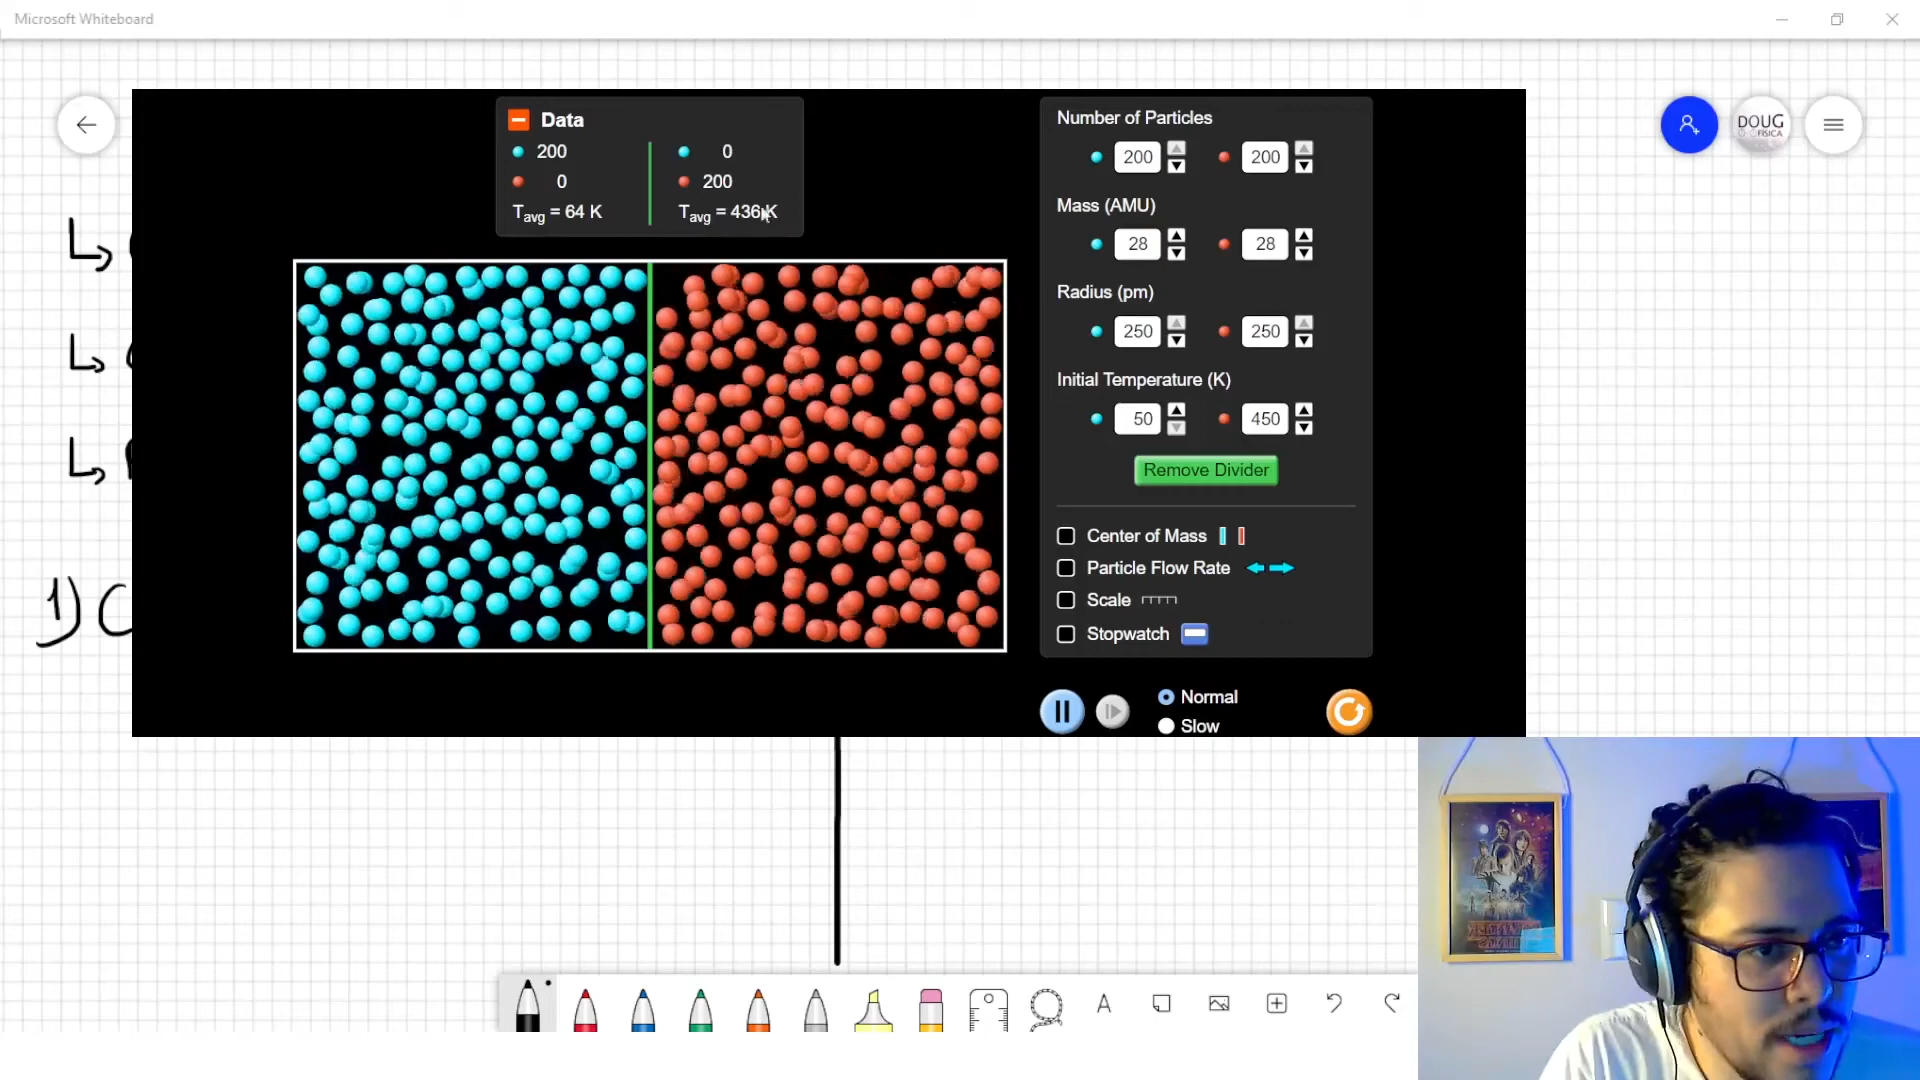 Microsoft Whiteboard
DOUG
FÍSICA
Data
200 0
0 200
Tavg = 64 K Tavg = 436 K
Number of Particles
200 200
Mass (AMU)
28 28
Radius (pm)
250 250
Initial Temperature (K)
50 450
Remove Divider
Center of Mass
Particle Flow Rate
Scale
Stopwatch
Normal
Slow
1) C
A